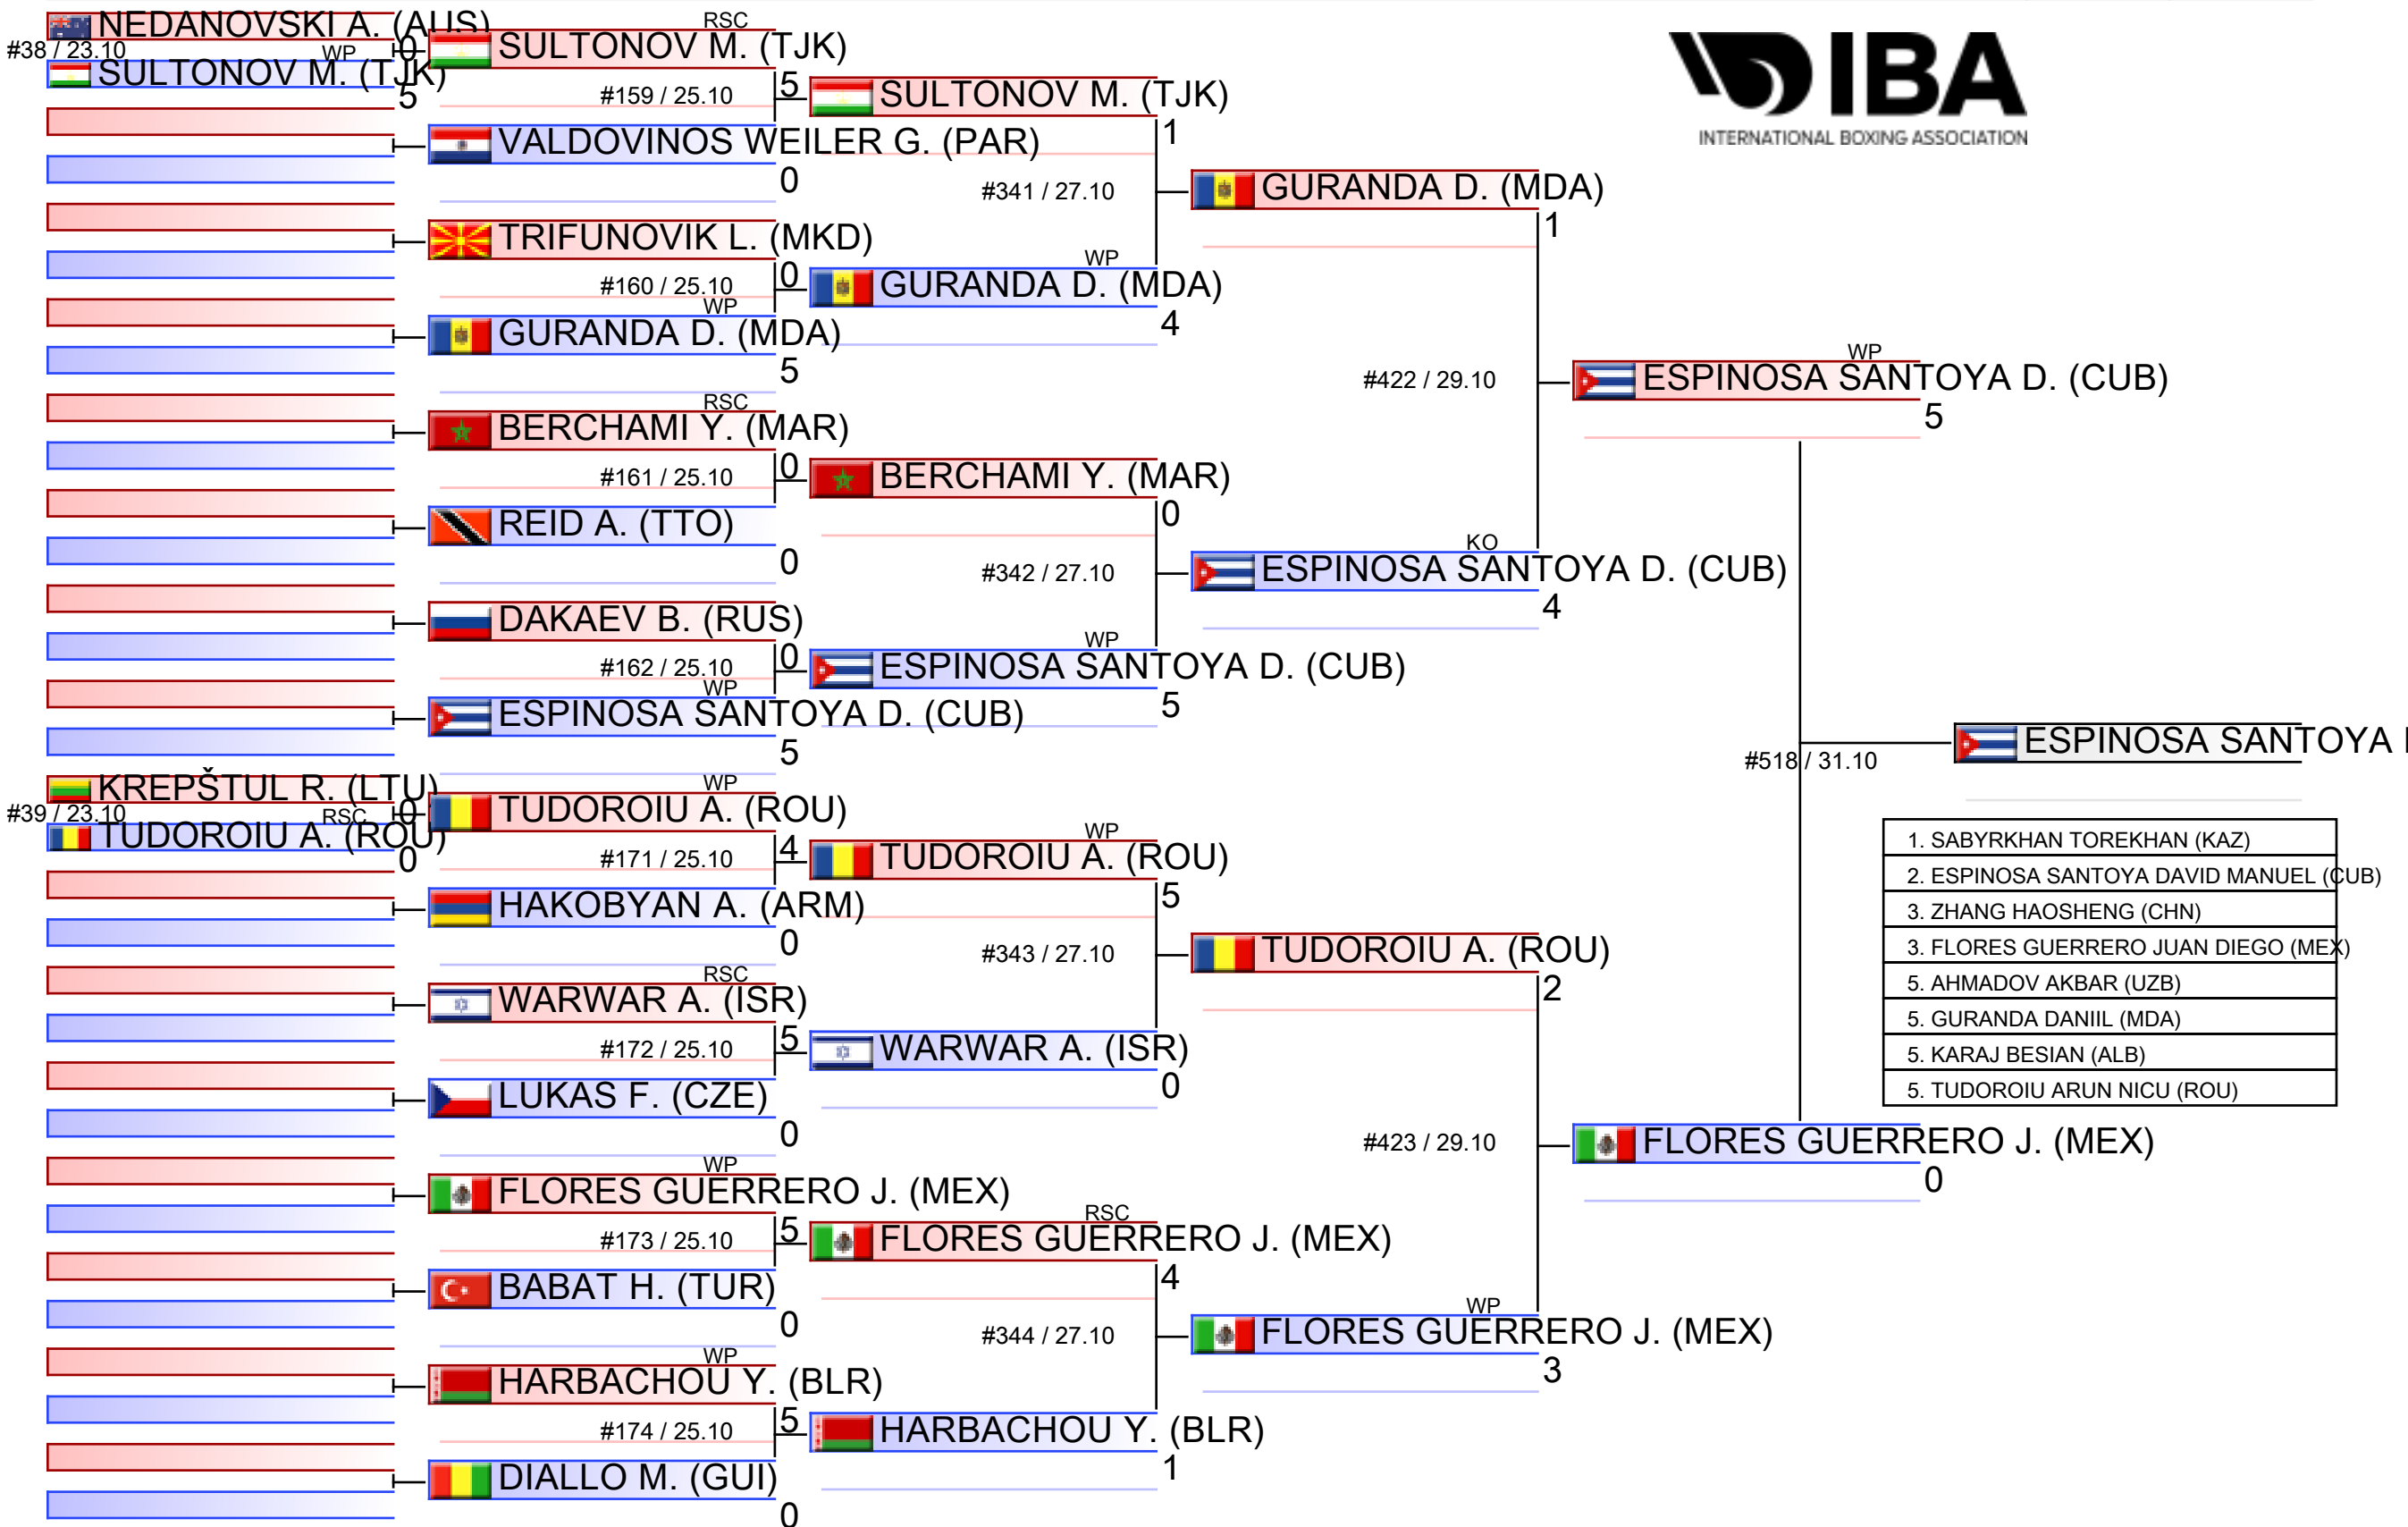 NEDANOVSKI A. (AUS)
0
#38 / 23.10
WP
SULTONOV M. (TJK)
5
RSC
SULTONOV M. (TJK)
5
#159 / 25.10
VALDOVINOS WEILER G. (PAR)
0
TRIFUNOVIK L. (MKD)
0
#160 / 25.10
WP
GURANDA D. (MDA)
5
RSC
BERCHAMI Y. (MAR)
0
#161 / 25.10
REID A. (TTO)
0
DAKAEV B. (RUS)
0
#162 / 25.10
WP
ESPINOSA SANTOYA D. (CUB)
5
KREPŠTUL R. (LTU)
0
#39 / 23.10
RSC
TUDOROIU A. (ROU)
0
WP
TUDOROIU A. (ROU)
4
#171 / 25.10
HAKOBYAN A. (ARM)
0
RSC
WARWAR A. (ISR)
5
#172 / 25.10
LUKAS F. (CZE)
0
WP
FLORES GUERRERO J. (MEX)
5
#173 / 25.10
BABAT H. (TUR)
0
WP
HARBACHOU Y. (BLR)
5
#174 / 25.10
DIALLO M. (GUI)
0
SULTONOV M. (TJK)
1
#341 / 27.10
WP
GURANDA D. (MDA)
4
BERCHAMI Y. (MAR)
0
#342 / 27.10
WP
ESPINOSA SANTOYA D. (CUB)
5
WP
TUDOROIU A. (ROU)
5
#343 / 27.10
WARWAR A. (ISR)
0
RSC
FLORES GUERRERO J. (MEX)
4
#344 / 27.10
HARBACHOU Y. (BLR)
1
GURANDA D. (MDA)
1
#422 / 29.10
KO
ESPINOSA SANTOYA D. (CUB)
4
TUDOROIU A. (ROU)
2
#423 / 29.10
WP
FLORES GUERRERO J. (MEX)
3
WP
ESPINOSA SANTOYA D. (CUB)
5
#518 / 31.10
FLORES GUERRERO J. (MEX)
0
ESPINOSA SANTOYA
IBA
INTERNATIONAL BOXING ASSOCIATION
1. SABYRKHAN TOREKHAN (KAZ)
2. ESPINOSA SANTOYA DAVID MANUEL (CUB)
3. ZHANG HAOSHENG (CHN)
3. FLORES GUERRERO JUAN DIEGO (MEX)
5. AHMADOV AKBAR (UZB)
5. GURANDA DANIIL (MDA)
5. KARAJ BESIAN (ALB)
5. TUDOROIU ARUN NICU (ROU)